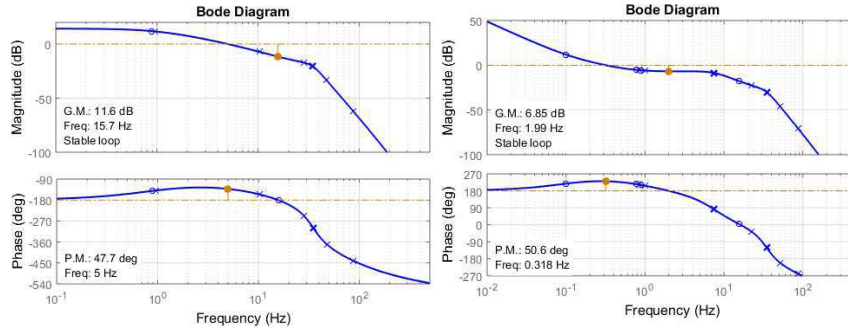 Bode Diagram
Magnitude (dB)
0
-50
-100
G.M.: 11.6 dB
Freq: 15.7 Hz
Stable loop
Phase (deg)
-90
-180
-270
-360
-450
-540
P.M.: 47.7 deg
Freq: 5 Hz
10^-1
10^0
10^1
10^2
Frequency (Hz)
Bode Diagram
Magnitude (dB)
50
0
-50
-100
G.M.: 6.85 dB
Freq: 1.99 Hz
Stable loop
Phase (deg)
270
180
90
0
-90
-180
-270
P.M.: 50.6 deg
Freq: 0.318 Hz
10^-2
10^-1
10^0
10^1
10^2
Frequency (Hz)